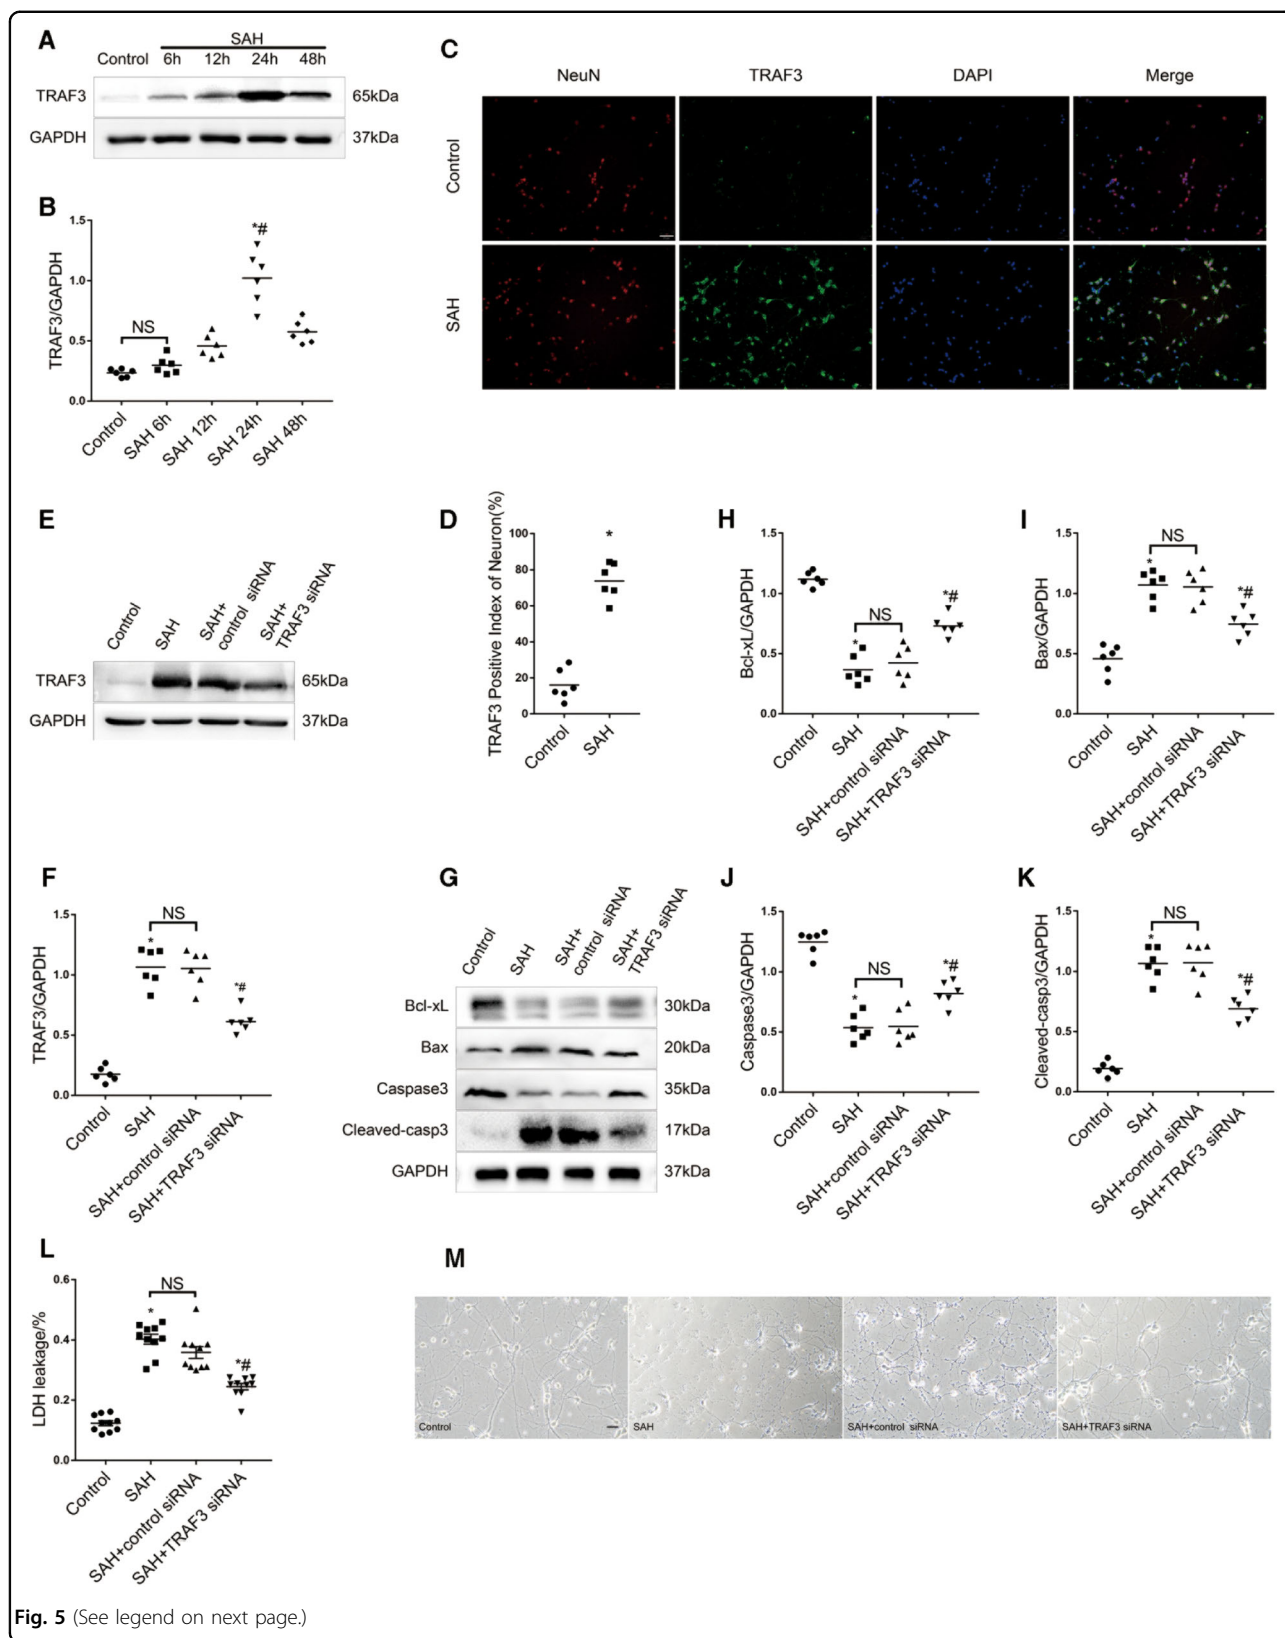 A
SAH
Control 6h 12h 24h 48h
TRAF3 65kDa
GAPDH 37kDa
B
TRAF3/GAPDH
1.5
1.0
0.5
0.0
NS
*#
Control
SAH 6h
SAH 12h
SAH 24h
SAH 48h
C
NeuN TRAF3 DAPI Merge
Control
SAH
E
Control
SAH
SAH+
control siRNA
SAH+
TRAF3 siRNA
TRAF3 65kDa
GAPDH 37kDa
D
TRAF3 Positive Index of Neuron(%)
100
80
60
40
20
0
*
Control
SAH
H
Bcl-xL/GAPDH
1.5
1.0
0.5
0.0
*
NS
*#
Control
SAH
SAH+control siRNA
SAH+TRAF3 siRNA
I
Bax/GAPDH
1.5
1.0
0.5
0.0
*
NS
*#
Control
SAH
SAH+control siRNA
SAH+TRAF3 siRNA
F
TRAF3/GAPDH
1.5
1.0
0.5
0.0
*
NS
*#
Control
SAH
SAH+control siRNA
SAH+TRAF3 siRNA
G
Control
SAH
SAH+
control siRNA
SAH+
TRAF3 siRNA
Bcl-xL 30kDa
Bax 20kDa
Caspase3 35kDa
Cleaved-casp3 17kDa
GAPDH 37kDa
J
Caspase3/GAPDH
1.5
1.0
0.5
0.0
*
NS
*#
Control
SAH
SAH+control siRNA
SAH+TRAF3 siRNA
K
Cleaved-casp3/GAPDH
1.5
1.0
0.5
0.0
*
NS
*#
Control
SAH
SAH+control siRNA
SAH+TRAF3 siRNA
L
LDH leakage/%
0.6
0.4
0.2
0.0
*
NS
*#
Control
SAH
SAH+control siRNA
SAH+TRAF3 siRNA
M
Control
SAH
SAH+control siRNA
SAH+TRAF3 siRNA
Fig. 5 (See legend on next page.)